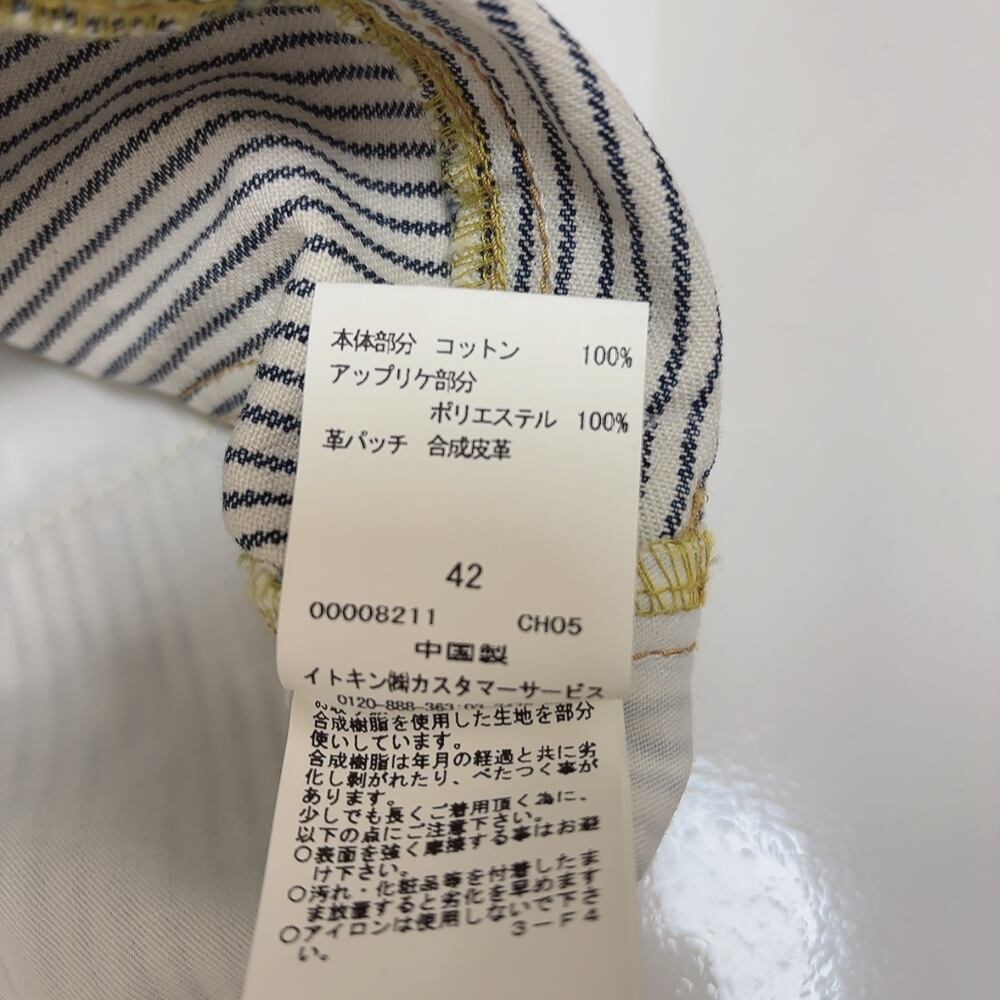 本体部分 コットン 100%
アップリケ部分
ポリエステル 100%
革パッチ 合成皮革
42
00008211 CH05
中国製
イトキン㈱カスタマーサービス
0120-888-363
合成樹脂を使用した生地を部分
使いしています。
合成樹脂は年月の経過と共に劣
化し剥がれたり、べたつく事が
あります。
少しでも長くご着用頂く為に、
以下の点にご注意下さい。
○表面を強く摩擦する事はお避
け下さい。
○汚れ・化粧品等を付着したま
ま放置すると劣化を早めます
○アイロンは使用しないで下さ
い。 3-F4